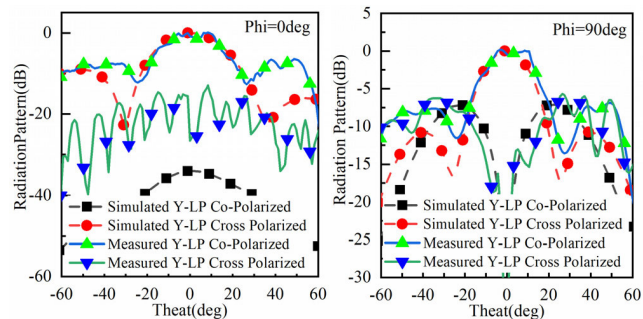 Phi=0deg
0
-20
-40
-60
RadiationPattern(dB)
Simulated Y-LP Co-Polarized
Simulated Y-LP Cross Polarized
Measured Y-LP Co-Polarized
Measured Y-LP Cross Polarized
-60 -40 -20 0 20 40 60
Theat(deg)
Phi=90deg
5
0
-5
-10
-15
-20
-25
-30
Radiation Pattern(dB)
Simulated Y-LP Co-Polarized
Simulated Y-LP Cross Polarized
Measured Y-LP Co-Polarized
Measured Y-LP Cross Polarized
-60 -40 -20 0 20 40 60
Theat(deg)